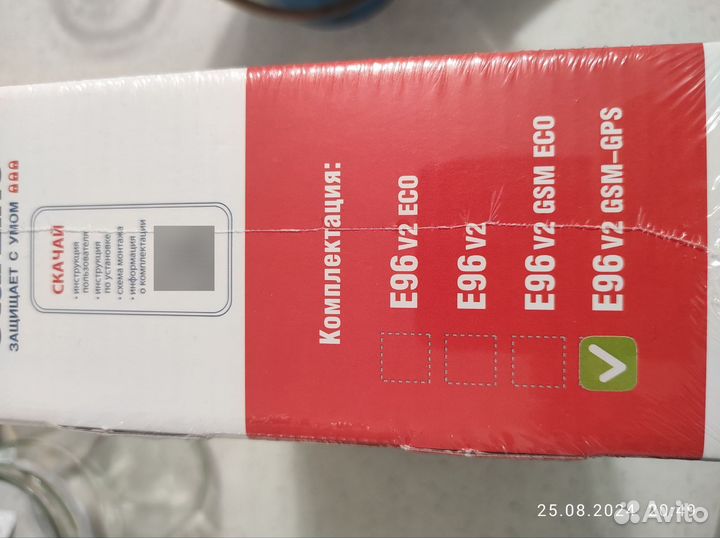 ЗАЩИЩАЕТ С УМОМ
СКАЧАЙ
• инструкция
пользователя
• инструкция
по установке
• схема монтажа
• информация
о комплектации
Комплектация:
E96 V2 ECO
E96 V2
E96 V2 GSM ECO
E96 V2 GSM–GPS
25.08.2024 20:49
Avito